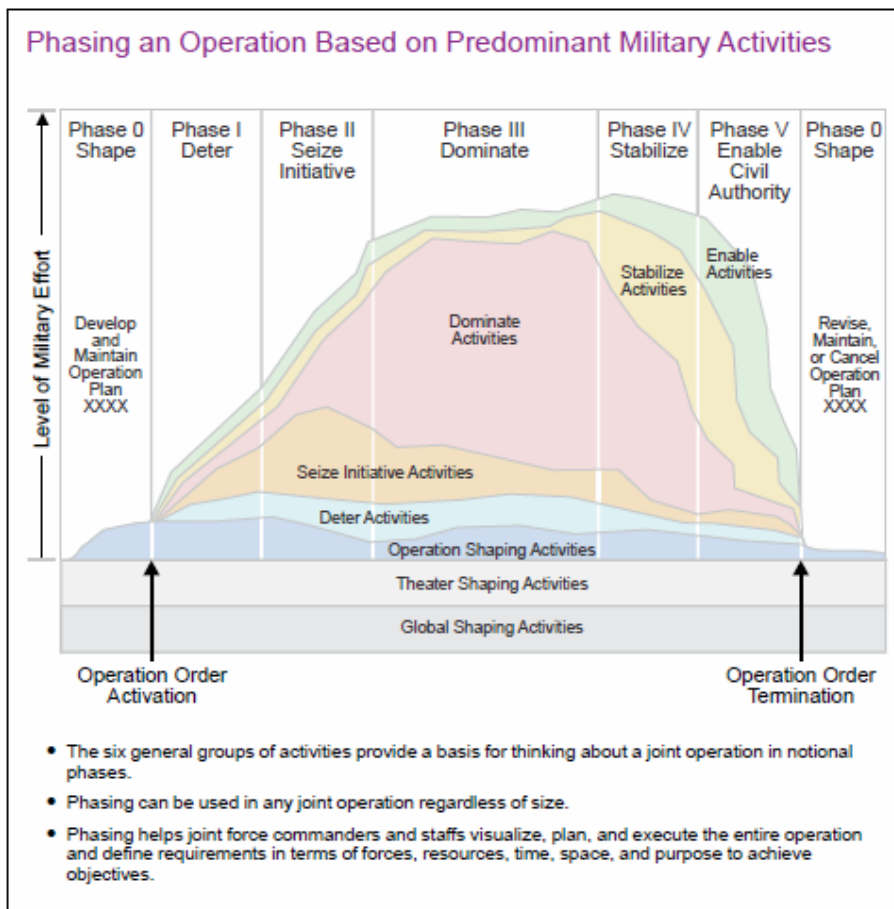 Phasing an Operation Based on Predominant Military Activities
Level of Military Effort
Phase 0
Shape
Phase I
Deter
Phase II
Seize
Initiative
Phase III
Dominate
Phase IV
Stabilize
Phase V
Enable
Civil
Authority
Phase 0
Shape
Develop
and
Maintain
Operation
Plan
XXXX
Enable
Activities
Stabilize
Activities
Dominate
Activities
Revise,
Maintain,
or Cancel
Operation
Plan
XXXX
Seize Initiative Activities
Deter Activities
Operation Shaping Activities
Theater Shaping Activities
Global Shaping Activities
Operation Order
Activation
Operation Order
Termination
• The six general groups of activities provide a basis for thinking about a joint operation in notional
phases.
• Phasing can be used in any joint operation regardless of size.
• Phasing helps joint force commanders and staffs visualize, plan, and execute the entire operation
and define requirements in terms of forces, resources, time, space, and purpose to achieve
objectives.